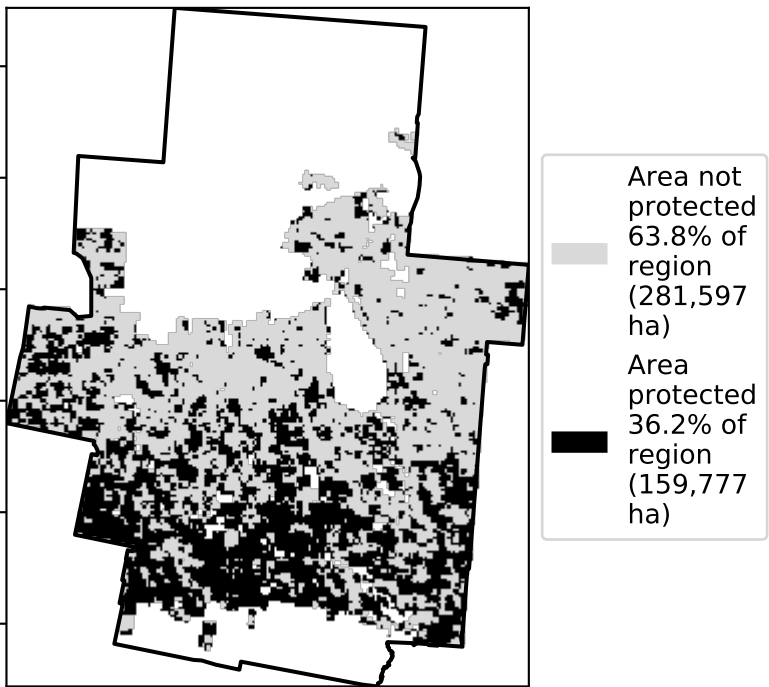 Area not
protected
63.8% of
region
(281,597
ha)
Area
protected
36.2% of
region
(159,777
ha)